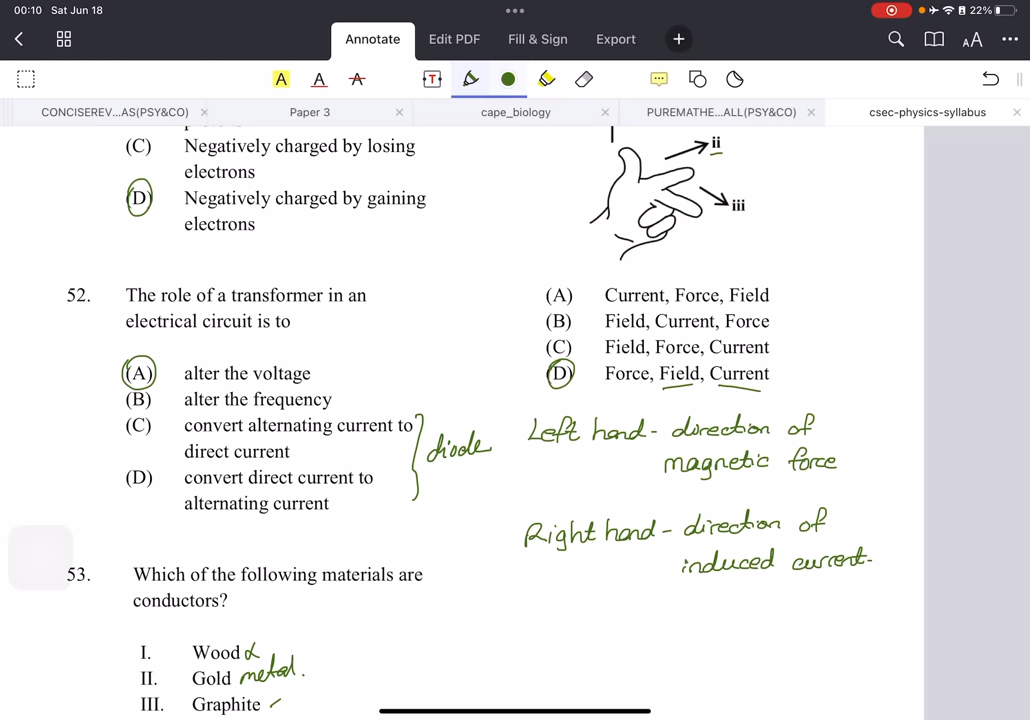 00:10 Sat Jun 18
22%
Annotate
Edit PDF
Fill & Sign
Export
AA
A A A T
CONCISEREV...AS(PSY&CO)
Paper 3
cape_biology
PUREMATHE...ALL(PSY&CO)
csec-physics-syllabus
(C) Negatively charged by losing
electrons
(D) Negatively charged by gaining
electrons
52. The role of a transformer in an
electrical circuit is to
(A) alter the voltage
(B) alter the frequency
(C) convert alternating current to
direct current
(D) convert direct current to
alternating current
diode
53. Which of the following materials are
conductors?
I. Wood
II. Gold metal.
III. Graphite
ii
iii
(A) Current, Force, Field
(B) Field, Current, Force
(C) Field, Force, Current
(D) Force, Field, Current
Left hand - direction of
magnetic force
Right hand - direction of
induced current.